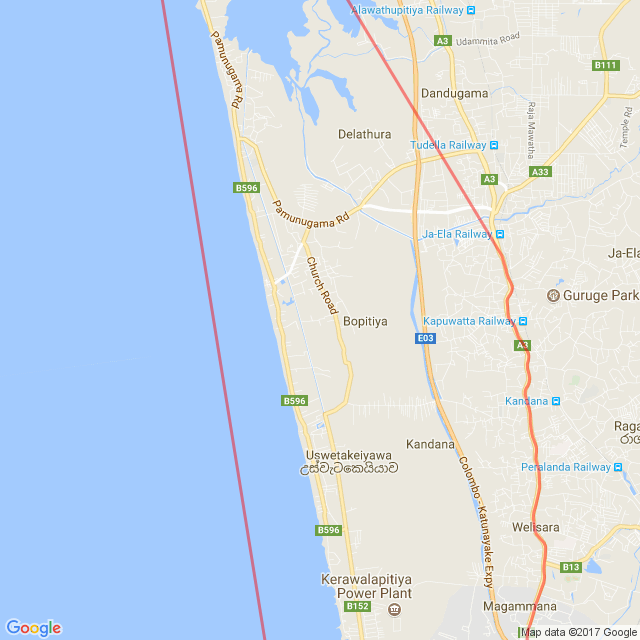 Alawathupitiya Railway
A3
Udammita Road
Pamunugama Rd
B111
Dandugama
Raja Mawatha
Temple Rd
Delathura
Tudella Railway
A33
A3
B596
Pamunugama Rd
Ja-Ela Railway
Ja-Ela
Church Road
Guruge Park
Bopitiya
Kapuwatta Railway
E03
A3
B596
Kandana
Raga
රාග
Kandana
Uswetakeiyawa
උස්වැටකෙයියාව
Colombo - Katunayake Expy
Peralanda Railway
B596
Welisara
B13
Kerawalapitiya
Power Plant
B152
Magammana
Google
Map data ©2017 Google